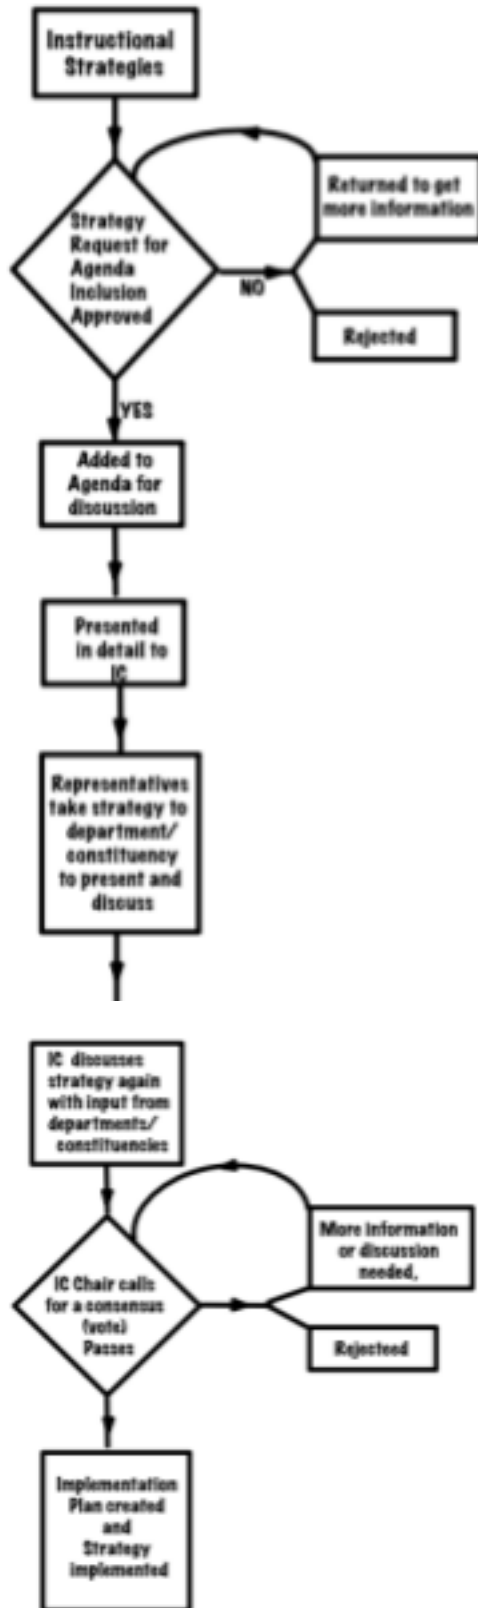 Instructional
Strategies
Strategy
Request for
Agenda
Inclusion
Approved
Returned to get
more information
NO
Rejected
YES
Added to
Agenda for
discussion
Presented
in detail to
IC
Representatives
take strategy to
department/
constituency
to present and
discuss
IC discusses
strategy again
with input from
departments/
constituencies
IC Chair calls
for a consensus
(vote)
Passes
More information
or discussion
needed,
Rejecteed
Implementation
Plan created
and
Strategy
implemented